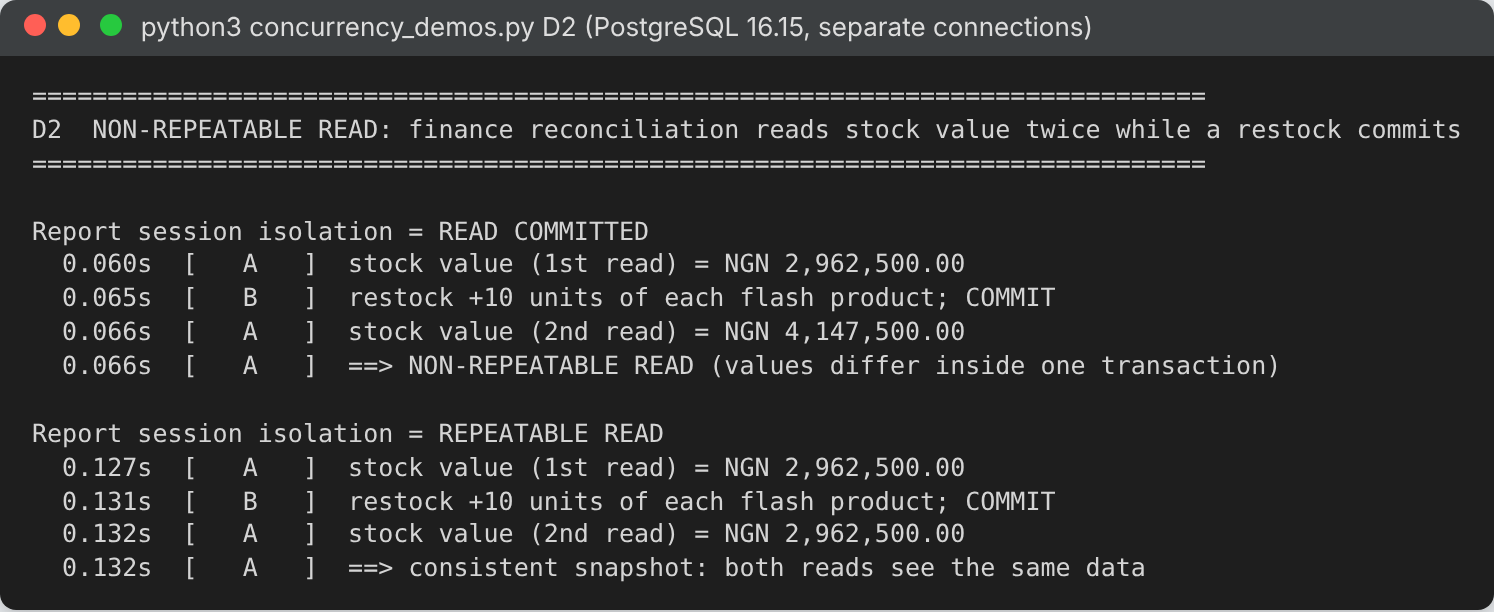 python3 concurrency_demos.py D2 (PostgreSQL 16.15, separate connections)
==============================================================================
D2  NON-REPEATABLE READ: finance reconciliation reads stock value twice while a restock commits
==============================================================================
Report session isolation = READ COMMITTED
  0.060s  [   A   ]  stock value (1st read) = NGN 2,962,500.00
  0.065s  [   B   ]  restock +10 units of each flash product; COMMIT
  0.066s  [   A   ]  stock value (2nd read) = NGN 4,147,500.00
  0.066s  [   A   ]  ==> NON-REPEATABLE READ (values differ inside one transaction)
Report session isolation = REPEATABLE READ
  0.127s  [   A   ]  stock value (1st read) = NGN 2,962,500.00
  0.131s  [   B   ]  restock +10 units of each flash product; COMMIT
  0.132s  [   A   ]  stock value (2nd read) = NGN 2,962,500.00
  0.132s  [   A   ]  ==> consistent snapshot: both reads see the same data